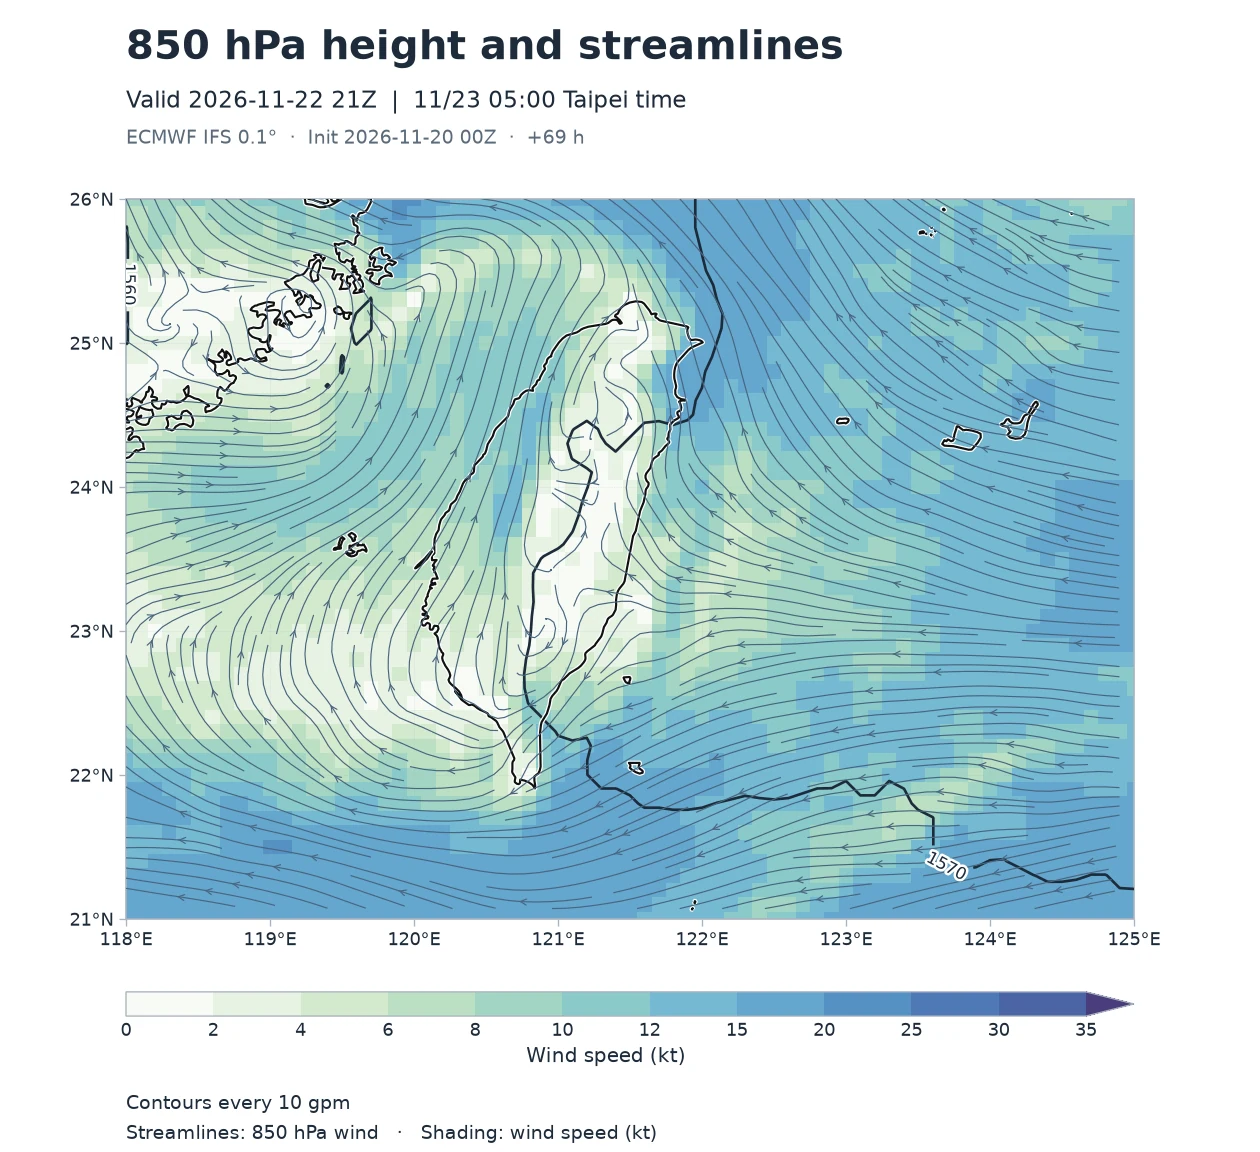 850 hPa height and streamlines
Valid 2026-11-22 21Z | 11/23 05:00 Taipei time
ECMWF IFS 0.1° · Init 2026-11-20 00Z · +69 h
26°N
25°N
24°N
23°N
22°N
21°N
1560
1570
118°E 119°E 120°E 121°E 122°E 123°E 124°E 125°E
0 2 4 6 8 10 12 15 20 25 30 35
Wind speed (kt)
Contours every 10 gpm
Streamlines: 850 hPa wind · Shading: wind speed (kt)